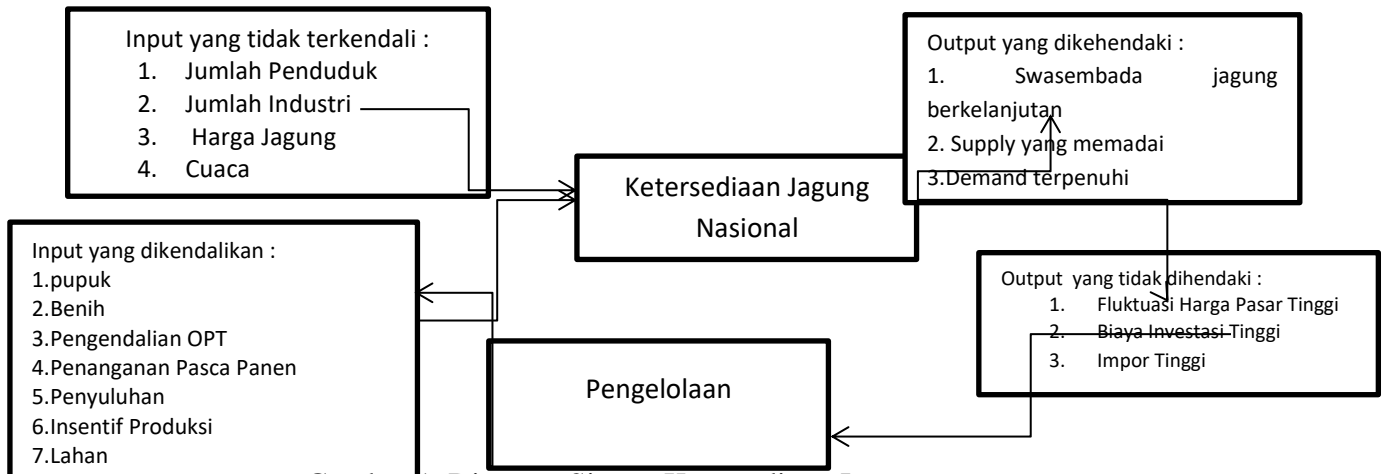 Input yang tidak terkendali :
1. Jumlah Penduduk
2. Jumlah Industri
3. Harga Jagung
4. Cuaca
Output yang dikehendaki :
1. Swasembada jagung
berkelanjutan
2. Supply yang memadai
3.Demand terpenuhi
Ketersediaan Jagung
Nasional
Input yang dikendalikan :
1.pupuk
2.Benih
3.Pengendalian OPT
4.Penanganan Pasca Panen
5.Penyuluhan
6.Insentif Produksi
7.Lahan
Output yang tidak dihendaki :
1. Fluktuasi Harga Pasar Tinggi
2. Biaya Investasi Tinggi
3. Impor Tinggi
Pengelolaan